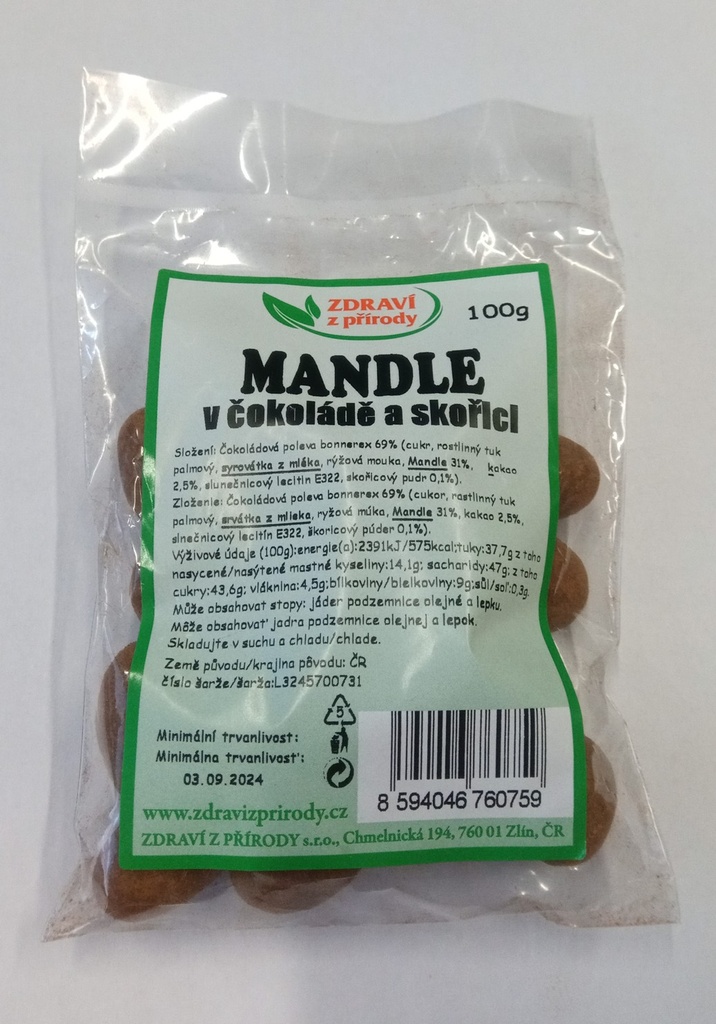 ZDRAVÍ
z přírody
100g
MANDLE
v čokoládě a skořici
Složení: Čokoládová poleva bonnerex 69% (cukr, rostlinný tuk
palmový, syrovátka z mléka, rýžová mouka, Mandle 31%, kakao
2,5%, slunečnicový lecitin E322, skořicový pudr 0,1%).
Zloženie: Čokoládová poleva bonnerex 69% (cukor, rastlinný tuk
palmový, srvátka z mlieka, ryžová múka, Mandle 31%, kakao 2,5%,
slnečnicový lecitín E322, škoricový púder 0,1%).
Výživové údaje (100g):energie(a):2391kJ/575kcal;tuky:37,7g z toho
nasycené/nasýtené mastné kyseliny:14,1g; sacharidy:47g; z toho
cukry:43,6g; vláknina:4,5g;bílkoviny/bielkoviny:9g;sůl/soľ:0,3g.
Může obsahovat stopy: jáder podzemnice olejné a lepku.
Môže obsahovať jadra podzemnice olejnej a lepok.
Skladujte v suchu a chladu/chlade.
Země původu/krajina pôvodu: ČR
číslo šarže/šarža:L3245700731
5
Minimální trvanlivost:
Minimálna trvanlivosť:
03.09.2024
8 594046 760759
www.zdravizprirody.cz
ZDRAVÍ Z PŘÍRODY s.r.o., Chmelnická 194, 760 01 Zlín, ČR